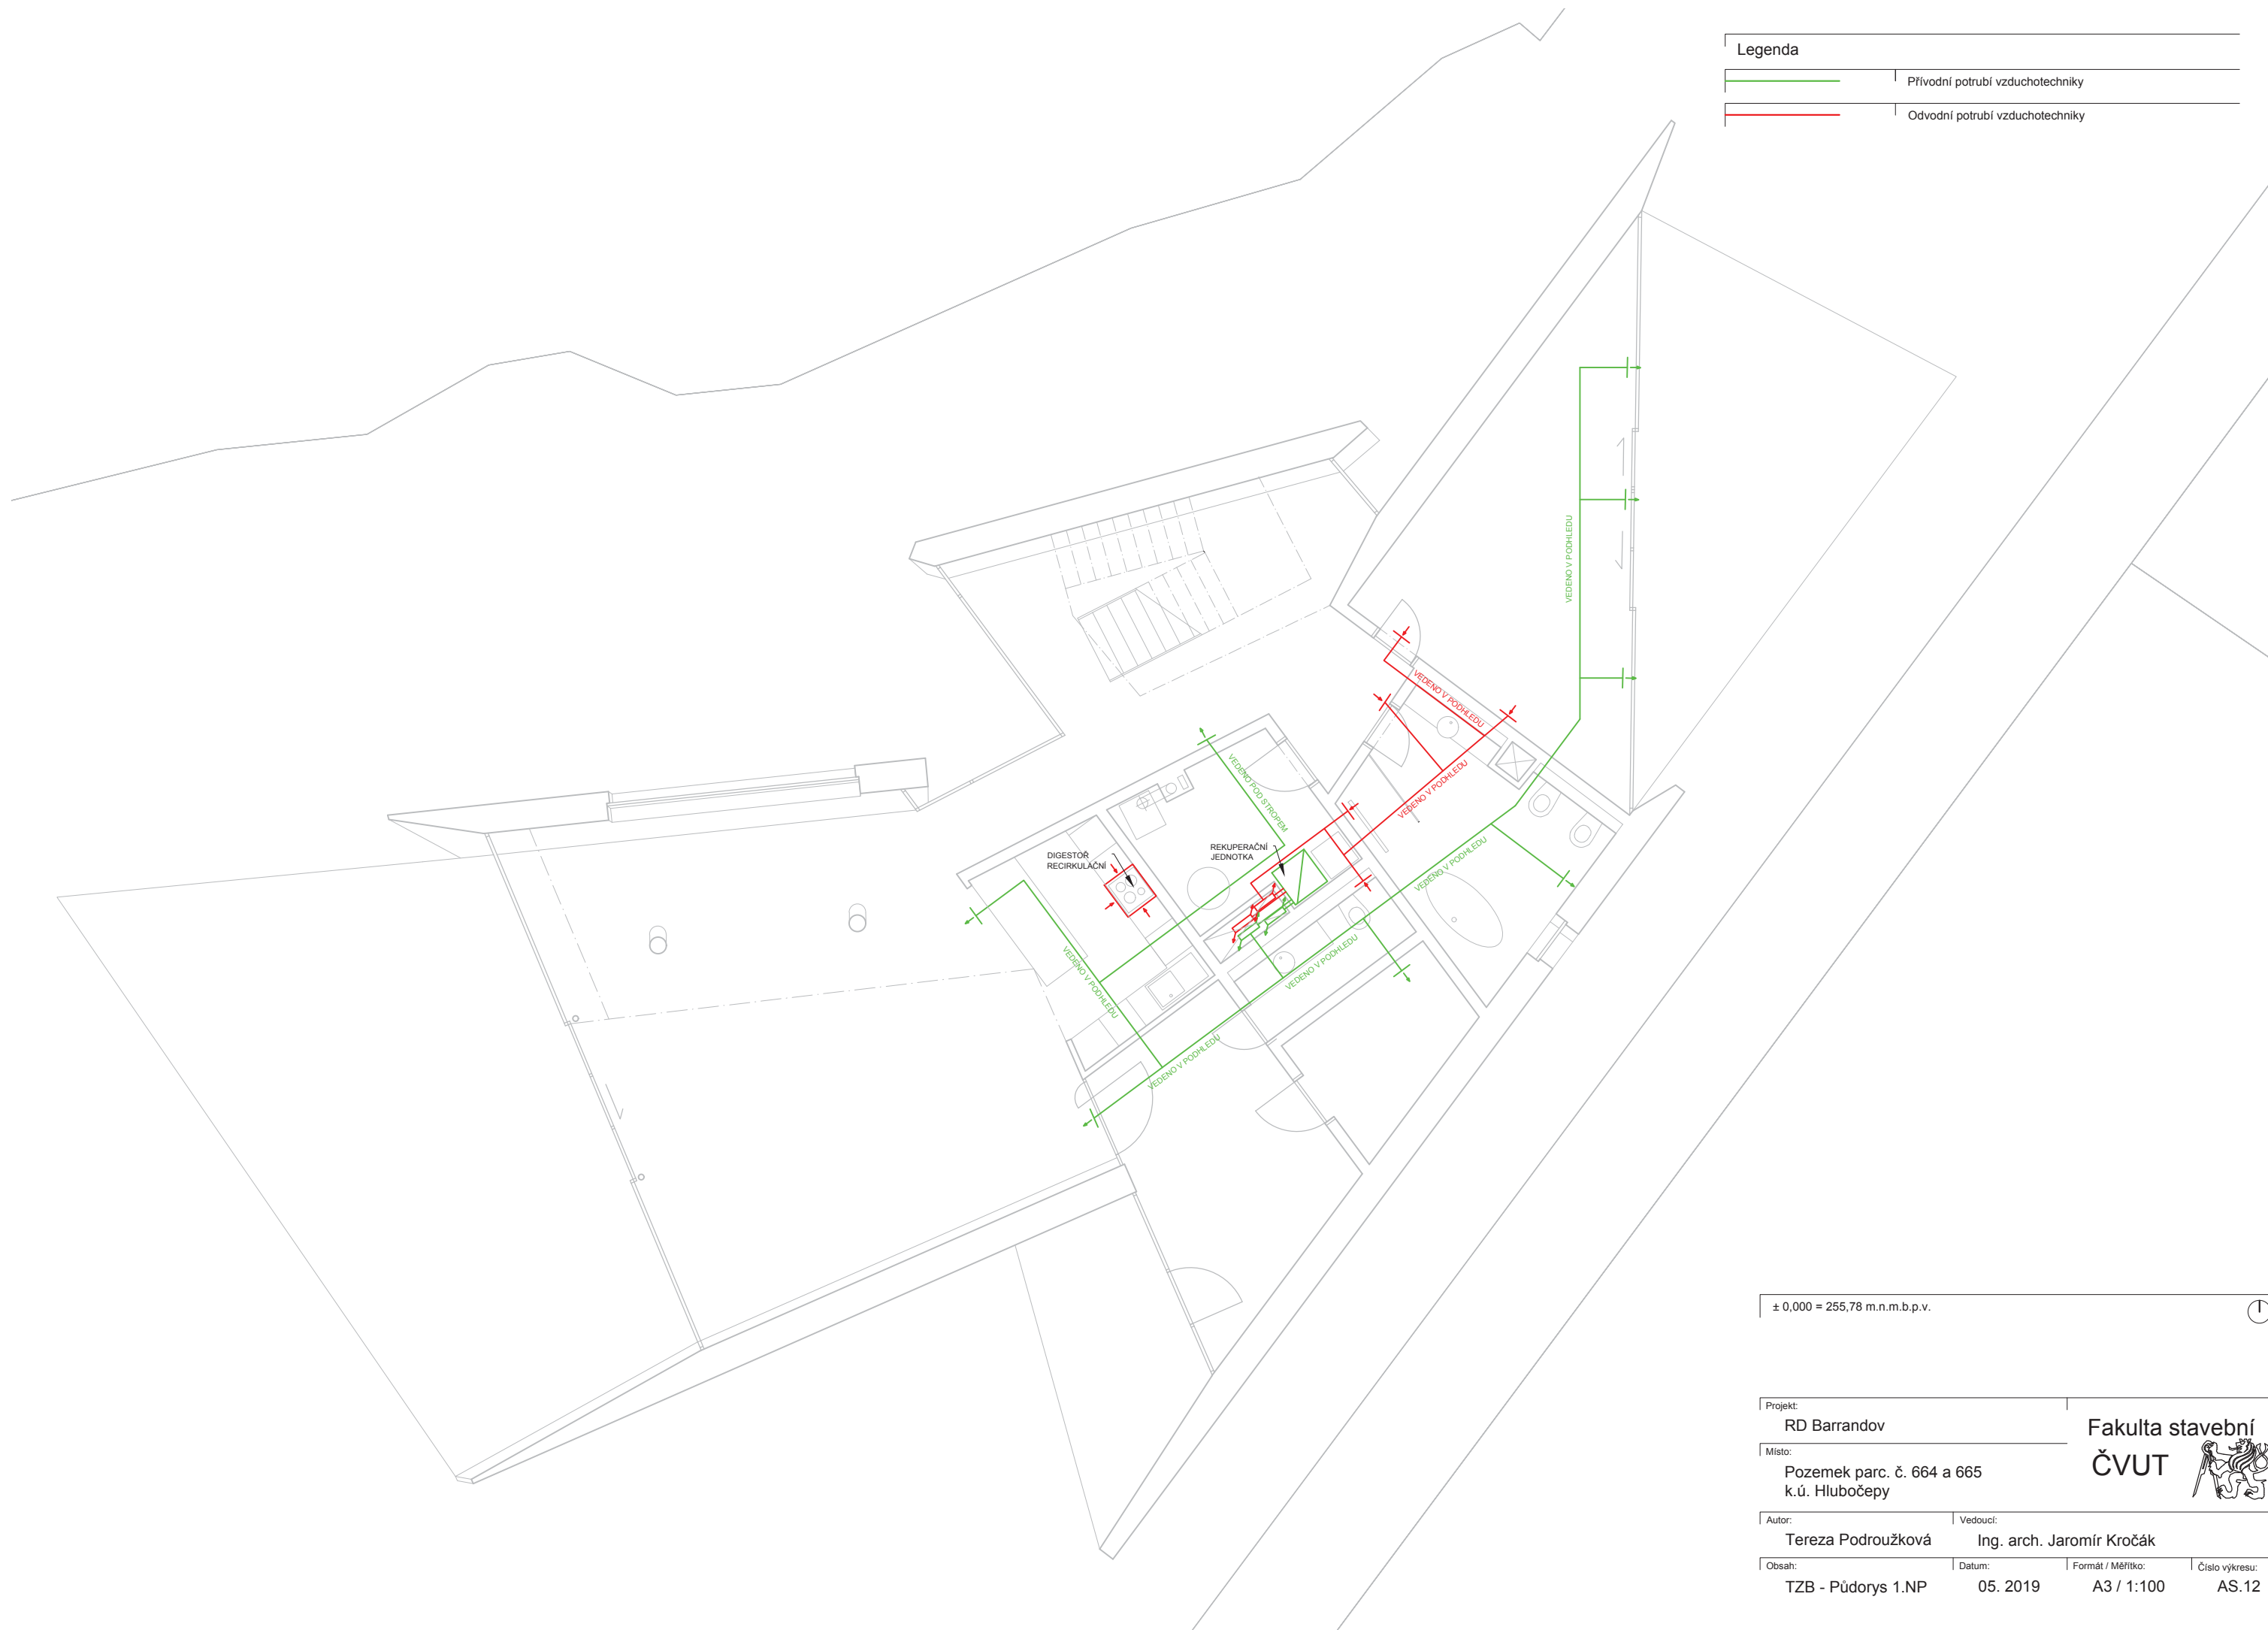 Legenda
Přívodní potrubí vzduchotechniky
Odvodní potrubí vzduchotechniky
VEDENO V PODHLEDU
VEDENO V PODHLEDU
VEDENO POD STROPEM
VEDENO V PODHLEDU
REKUPERAČNÍ
JEDNOTKA
DIGESTOŘ
RECIRKULAČNÍ
VEDENO V PODHLEDU
VEDENO V PODHLEDU
VEDENO V PODHLEDU
VEDENO V PODHLEDU
± 0,000 = 255,78 m.n.m.b.p.v.
Projekt:
RD Barrandov
Fakulta stavební
ČVUT
Místo:
Pozemek parc. č. 664 a 665
k.ú. Hlubočepy
Autor:
Tereza Podroužková
Vedoucí:
Ing. arch. Jaromír Kročák
Obsah:
TZB - Půdorys 1.NP
Datum:
05. 2019
Formát / Měřítko:
A3 / 1:100
Číslo výkresu:
AS.12